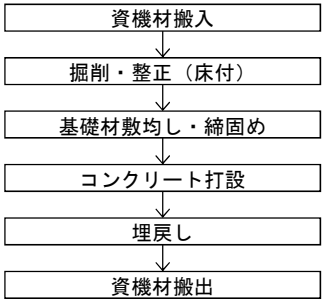 資機材搬入
掘削・整正（床付）
基礎材敷均し・締固め
コンクリート打設
埋戻し
資機材搬出